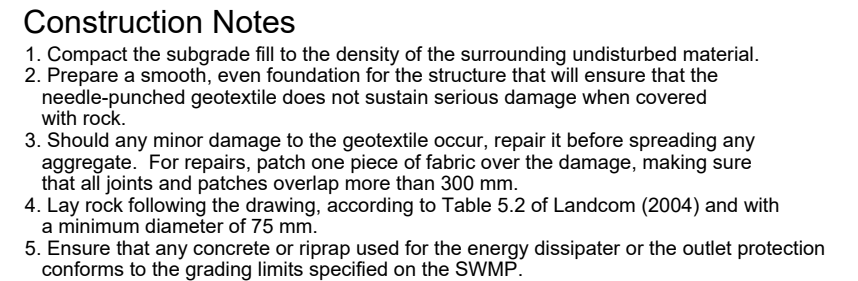 Construction Notes
1. Compact the subgrade fill to the density of the surrounding undisturbed material.
2. Prepare a smooth, even foundation for the structure that will ensure that the
needle-punched geotextile does not sustain serious damage when covered
with rock.
3. Should any minor damage to the geotextile occur, repair it before spreading any
aggregate.  For repairs, patch one piece of fabric over the damage, making sure
that all joints and patches overlap more than 300 mm.
4. Lay rock following the drawing, according to Table 5.2 of Landcom (2004) and with
a minimum diameter of 75 mm.
5. Ensure that any concrete or riprap used for the energy dissipater or the outlet protection
conforms to the grading limits specified on the SWMP.